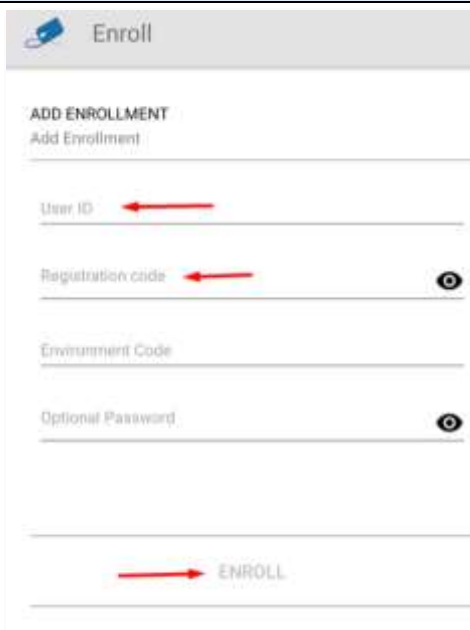 Enroll
ADD ENROLLMENT
Add Enrollment
User ID
Registration code
Environment Code
Optional Password
ENROLL